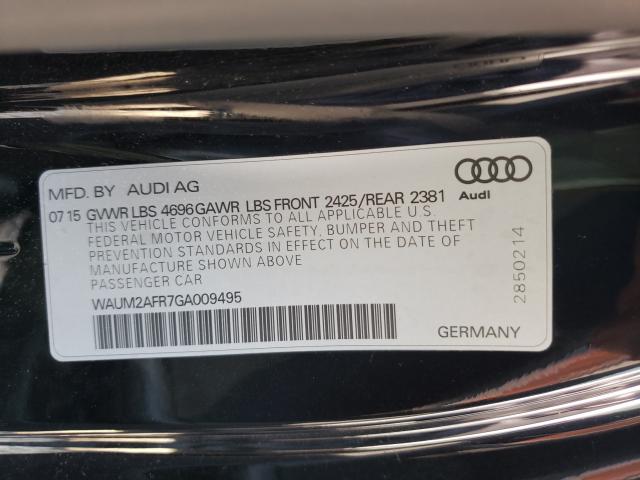 MFD. BY AUDI AG
Audi
07 15 GVWR LBS 4696 GAWR LBS FRONT 2425/REAR 2381
THIS VEHICLE CONFORMS TO ALL APPLICABLE U.S.
FEDERAL MOTOR VEHICLE SAFETY, BUMPER AND THEFT
PREVENTION STANDARDS IN EFFECT ON THE DATE OF
MANUFACTURE SHOWN ABOVE
PASSENGER CAR
WAUM2AFR7GA009495
GERMANY
2850214